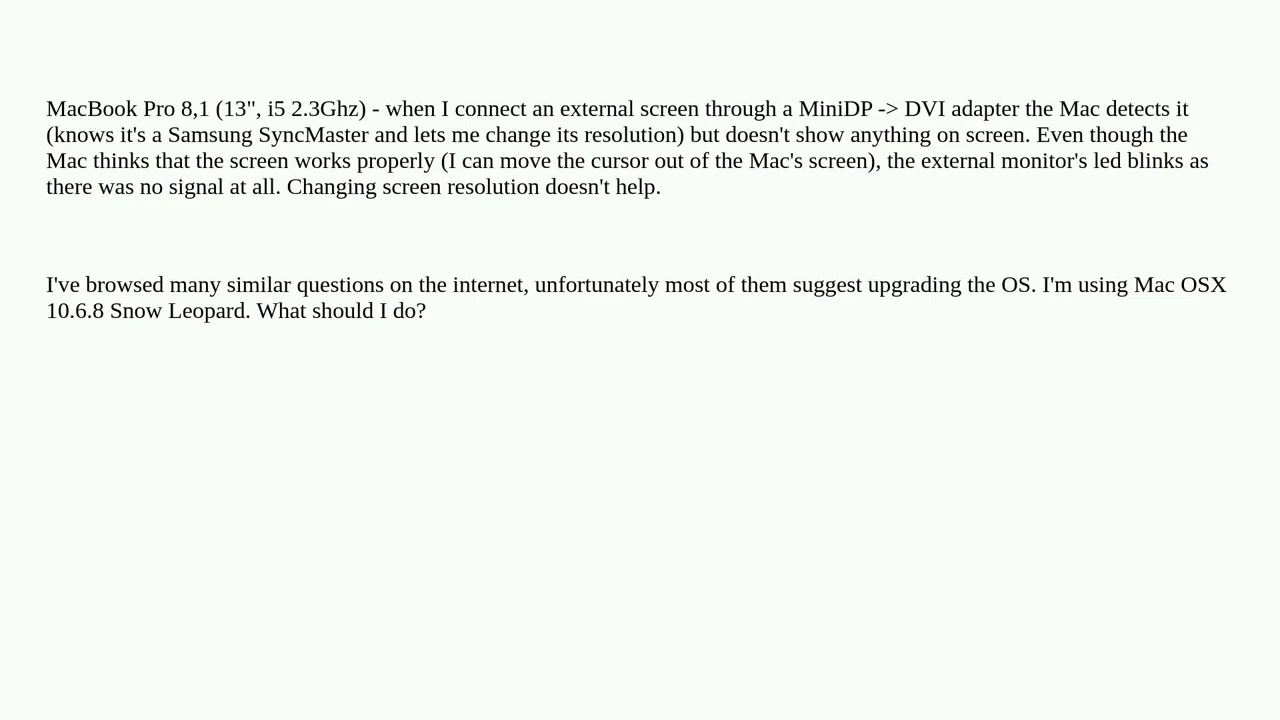 MacBook Pro 8,1 (13", i5 2.3Ghz) - when I connect an external screen through a MiniDP -> DVI adapter the Mac detects it
(knows it's a Samsung SyncMaster and lets me change its resolution) but doesn't show anything on screen. Even though the
Mac thinks that the screen works properly (I can move the cursor out of the Mac's screen), the external monitor's led blinks as
there was no signal at all. Changing screen resolution doesn't help.
I've browsed many similar questions on the internet, unfortunately most of them suggest upgrading the OS. I'm using Mac OSX
10.6.8 Snow Leopard. What should I do?